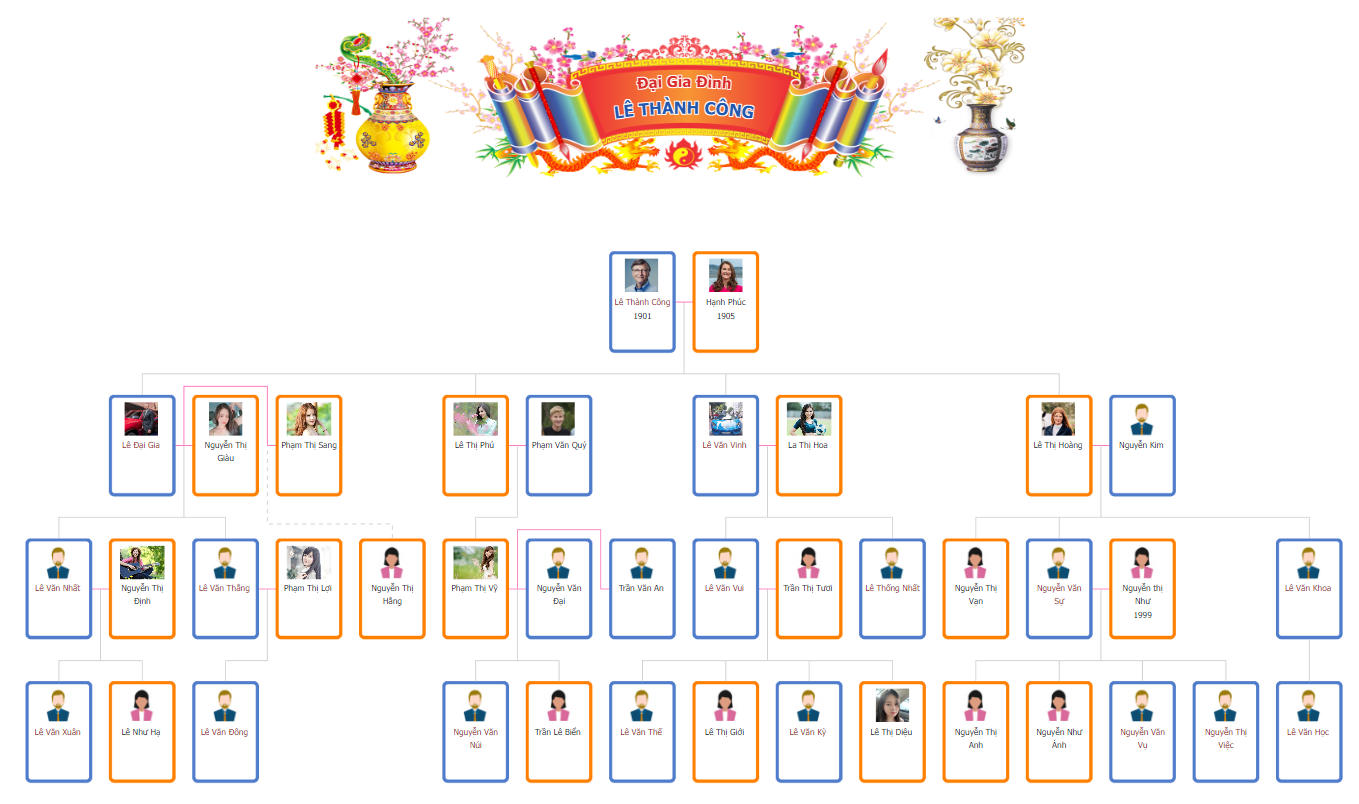 Đại Gia Đình
LÊ THÀNH CÔNG
Lê Thành Công
1901
Hạnh Phúc
1905
Lê Đại Gia
Nguyễn Thị
Giàu
Phạm Thị Sang
Lê Thị Phú
Phạm Văn Quý
Lê Văn Vinh
La Thị Hoa
Lê Thị Hoàng
Nguyễn Kim
Lê Văn Nhất
Nguyễn Thị
Định
Lê Văn Thắng
Phạm Thị Lợi
Nguyễn Thị
Hằng
Phạm Thị Vỹ
Nguyễn Văn
Đại
Trần Văn An
Lê Văn Vui
Trần Thị Tươi
Lê Thống Nhất
Nguyễn Thị
Vạn
Nguyễn Văn
Sự
Nguyễn thị
Như
1999
Lê Văn Khoa
Lê Văn Xuân
Lê Như Hạ
Lê Văn Đông
Nguyễn Văn
Núi
Trần Lê Biển
Lê Văn Thế
Lê Thị Giới
Lê Văn Kỳ
Lê Thị Diệu
Nguyễn Thị
Anh
Nguyễn Như
Ánh
Nguyễn Văn
Vụ
Nguyễn Thị
Việc
Lê Văn Học